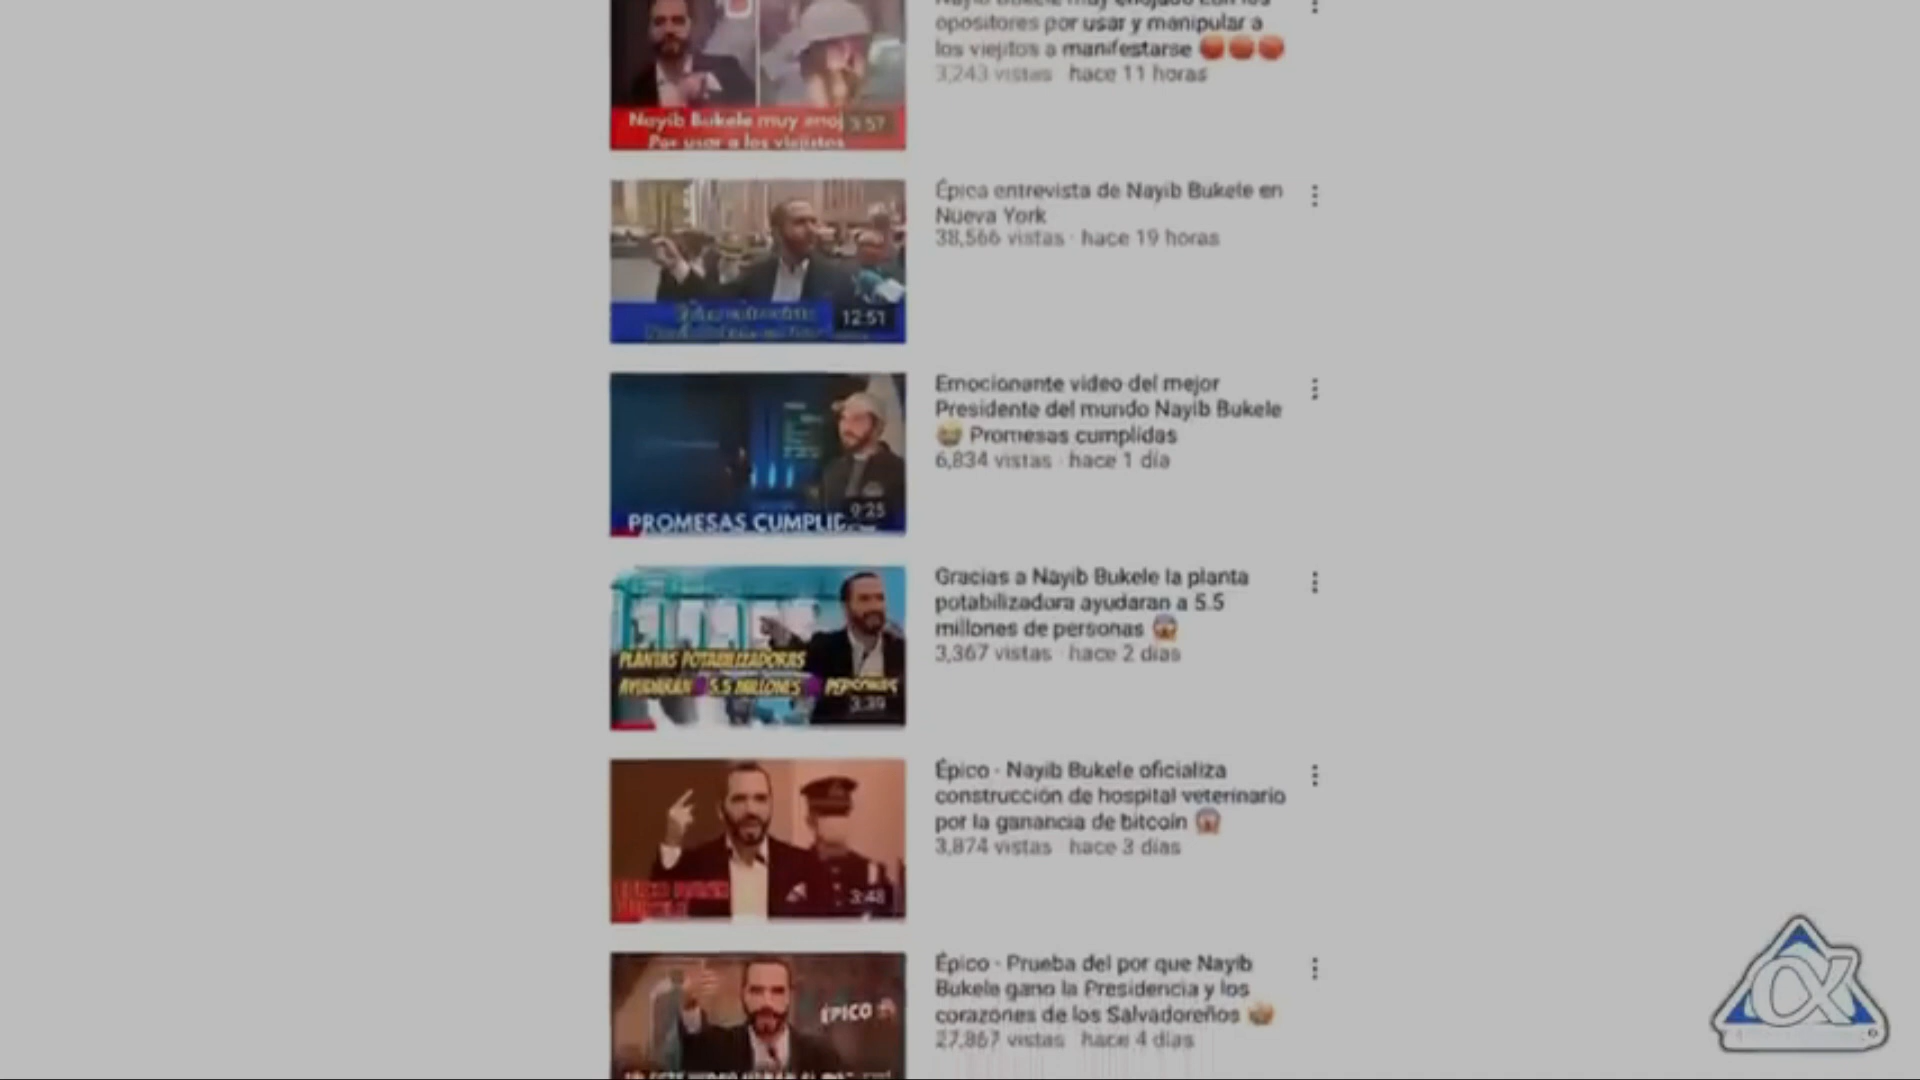 opositores por usar y manipular a
los viejitos a manifestarse
3,243 vistas hace 11 horas
Nayib Bukele muy enoj
3:57
Por usar a los viejistos
Épica entrevista de Nayib Bukele en
Nueva York
38,566 vistas · hace 19 horas
12:51
Emocionante video del mejor
Presidente del mundo Nayib Bukele
Promesas cumplidas
6,834 vistas · hace 1 día
9:25
PROMESAS CUMPLID
Gracias a Nayib Bukele la planta
potabilizadora ayudaran a 5.5
millones de personas
3,367 vistas hace 2 días
PLANTAS POTABILIZADORAS
AYUDARAN 5.5 MILLONES PERSONAS
3:39
Épico - Nayib Bukele oficializa
construcción de hospital veterinario
por la ganancia de bitcoin
3,874 vistas hace 3 días
3:48
Épico - Prueba del por que Nayib
Bukele gano la Presidencia y los
corazones de los Salvadoreños
27,867 vistas hace 4 días
ÉPICO